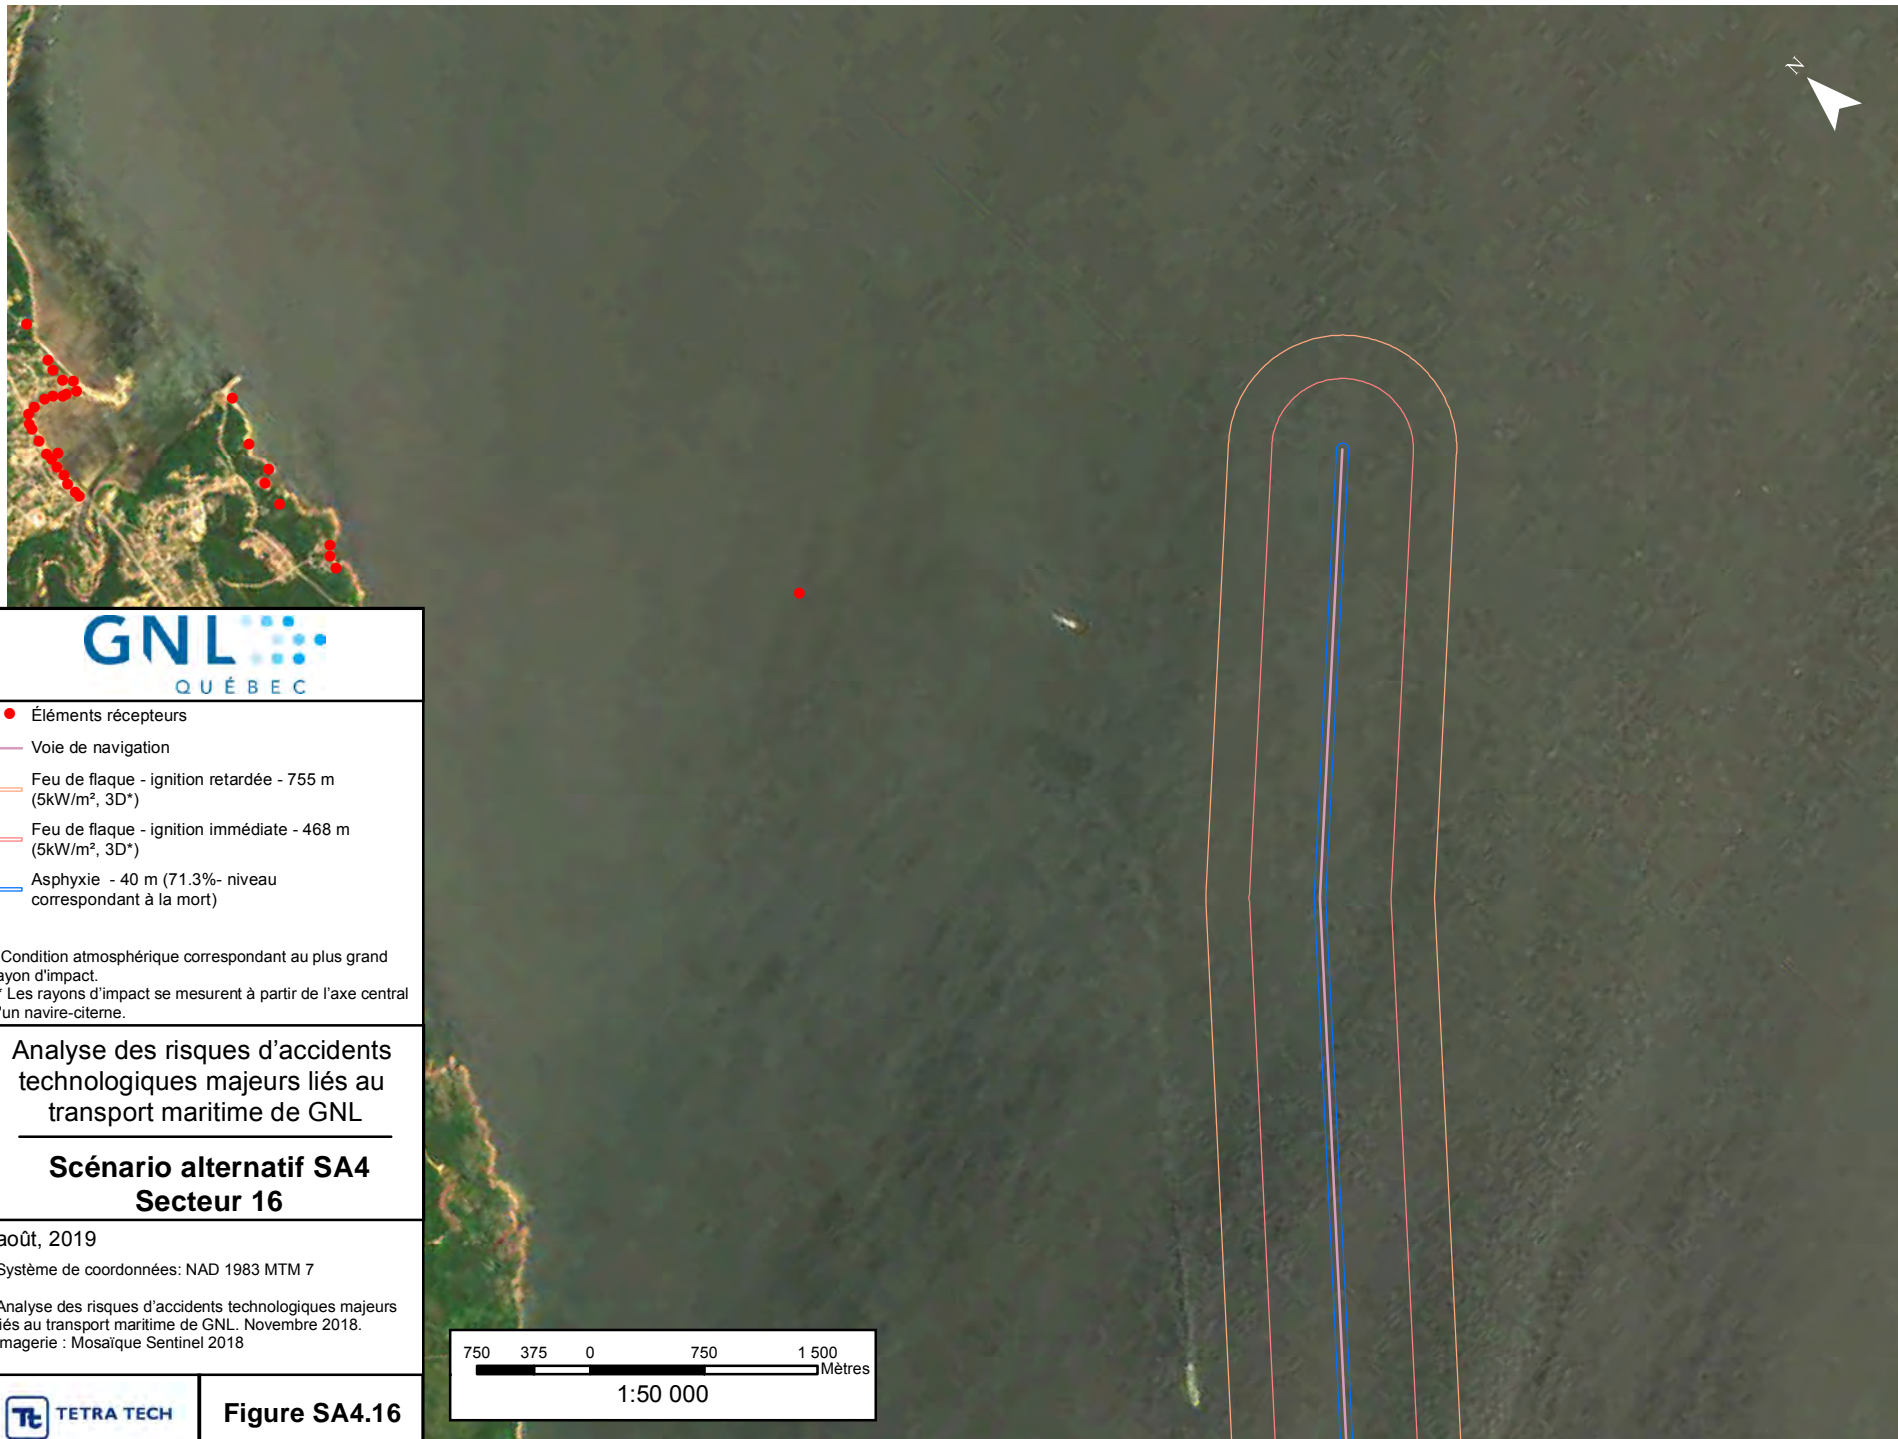 N
GNL
QUÉBEC
Éléments récepteurs
Voie de navigation
Feu de flaque - ignition retardée - 755 m
(5kW/m², 3D*)
Feu de flaque - ignition immédiate - 468 m
(5kW/m², 3D*)
Asphyxie - 40 m (71.3%- niveau
correspondant à la mort)
Condition atmosphérique correspondant au plus grand
ayon d'impact.
* Les rayons d'impact se mesurent à partir de l'axe central
'un navire-citerne.
Analyse des risques d'accidents
technologiques majeurs liés au
transport maritime de GNL
Scénario alternatif SA4
Secteur 16
août, 2019
Système de coordonnées: NAD 1983 MTM 7
Analyse des risques d'accidents technologiques majeurs
iés au transport maritime de GNL. Novembre 2018.
magerie : Mosaïque Sentinel 2018
Tt TETRA TECH
Figure SA4.16
750 375 0 750 1 500
Mètres
1:50 000